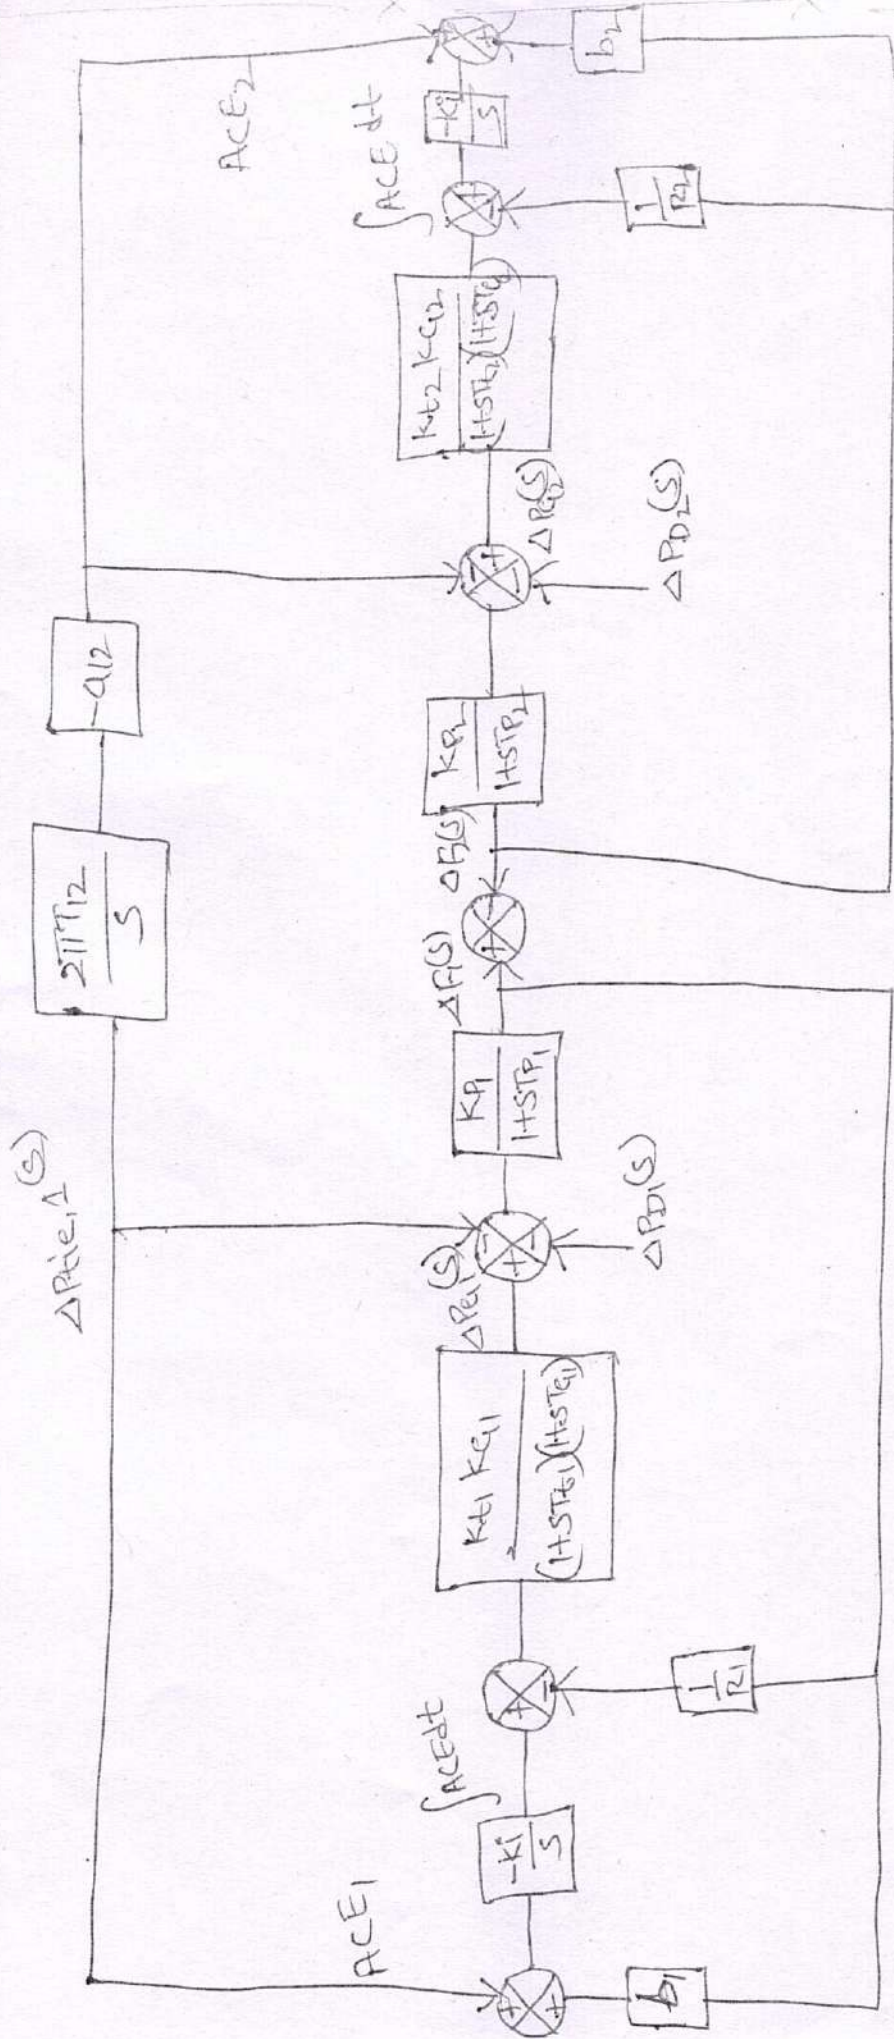 ΔPtie,1(s)
2πT12
S
-a12
ACE1
-Ki
S
∫ACEdt
Kt1 KG1
(1+STt1)(1+STG1)
ΔPG1(s)
KP1
1+STP1
ΔF1(s)
ΔF2(s)
KP2
1+STP2
ΔPG2(s)
Kt2 KG2
(1+STt2)(1+STG2)
∫ACE dt
-Ki
S
ACE2
b1
1
R1
ΔPD1(s)
ΔPD2(s)
1
R2
b2